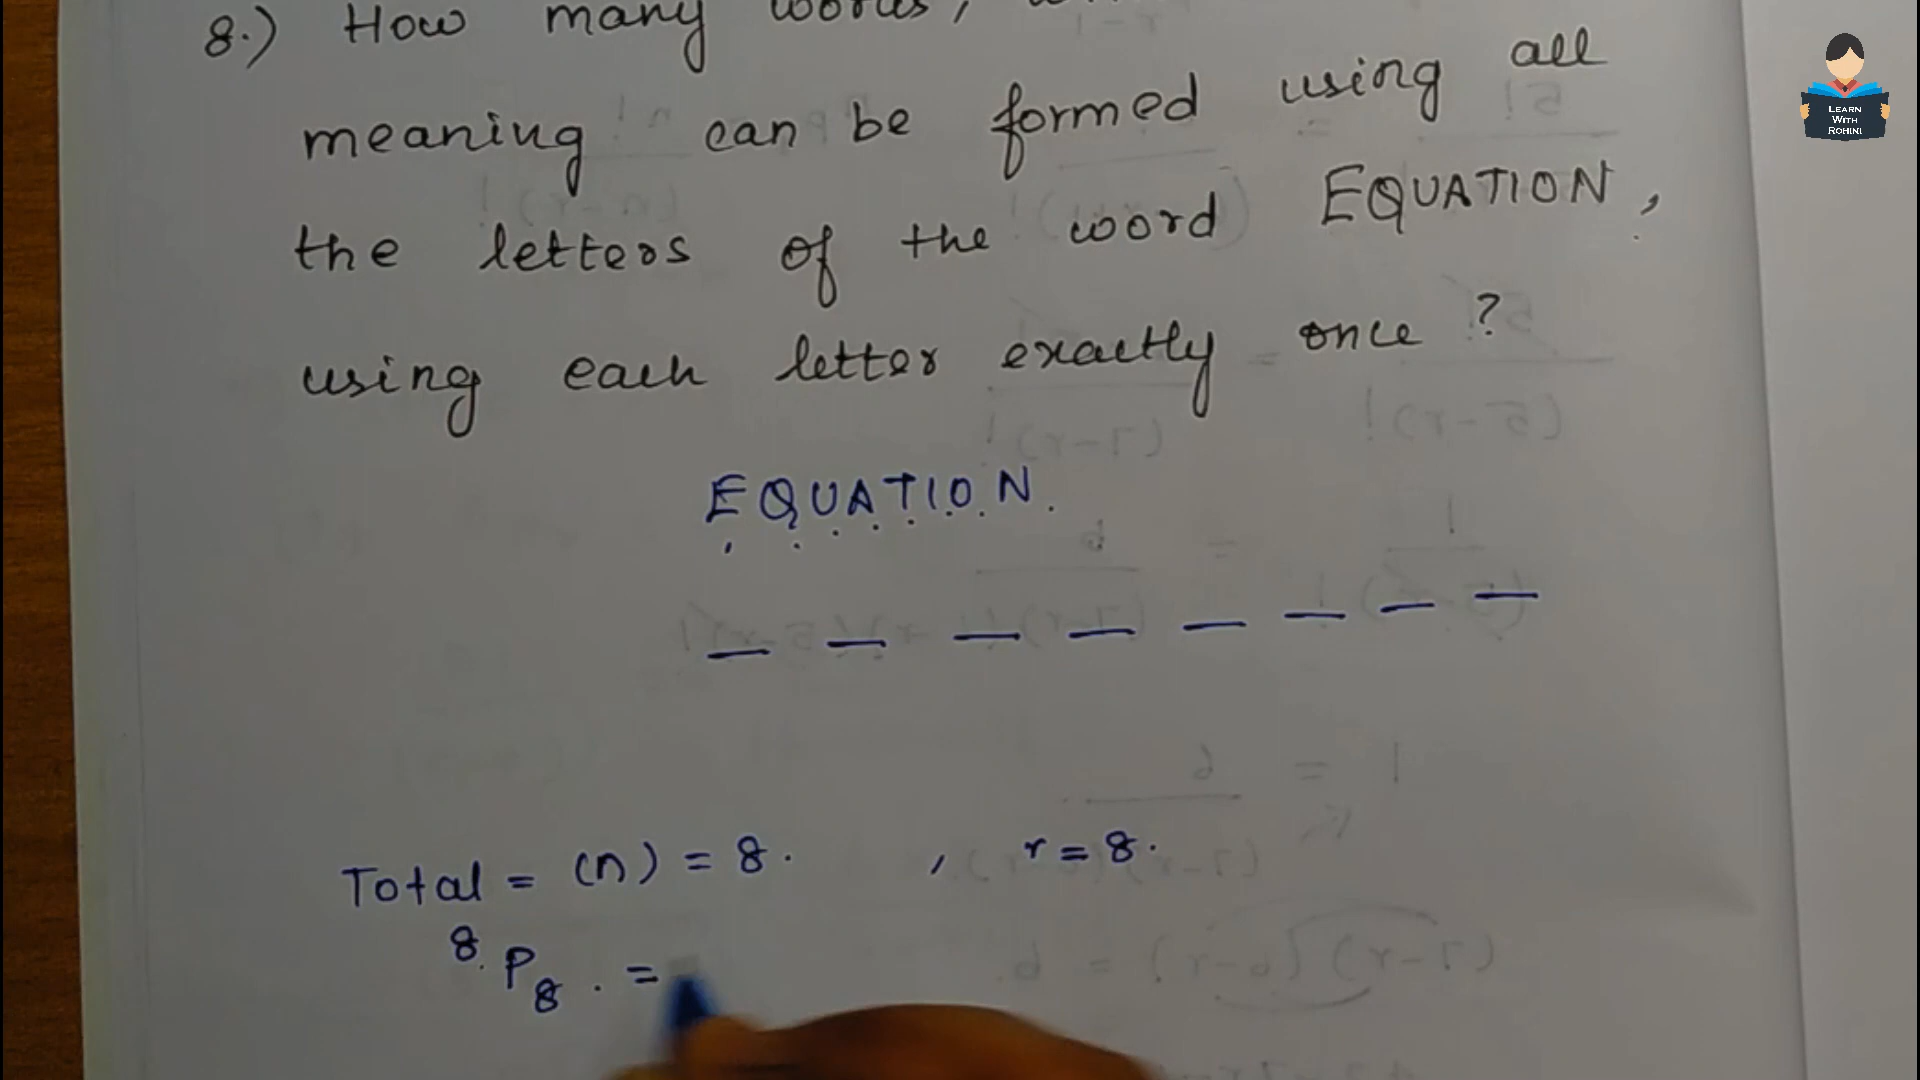 8.) How many words,
meaning can be formed using all
the letters of the word EQUATION,
using each letter exactly once?
EQUATION.
Total = (n) = 8. , r = 8.
8. P8 . =
LEARN
WITH
ROHINI